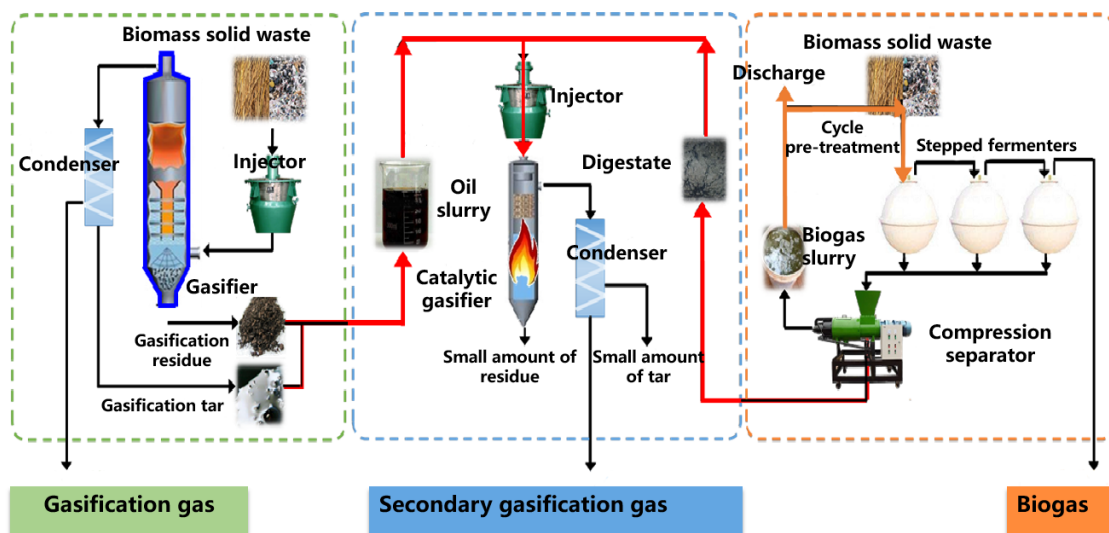 Biomass solid waste
Condenser
Injector
Gasifier
Gasification
residue
Gasification tar
Gasification gas
Injector
Oil
slurry
Digestate
Catalytic
gasifier
Condenser
Small amount of
residue
Small amount
of tar
Secondary gasification gas
Biomass solid waste
Discharge
Cycle
pre-treatment
Stepped fermenters
Biogas
slurry
Compression
separator
Biogas